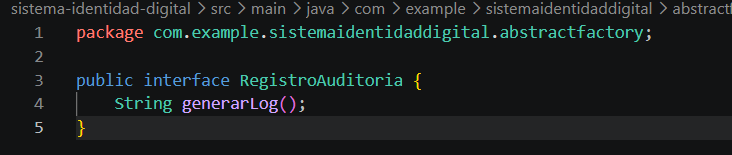 sistema-identidad-digital > src > main > java > com > example > sistemaidentidaddigital > abstractf
1 package com.example.sistemaidentidaddigital.abstractfactory;
2
3 public interface RegistroAuditoria {
4 String generarLog();
5 }